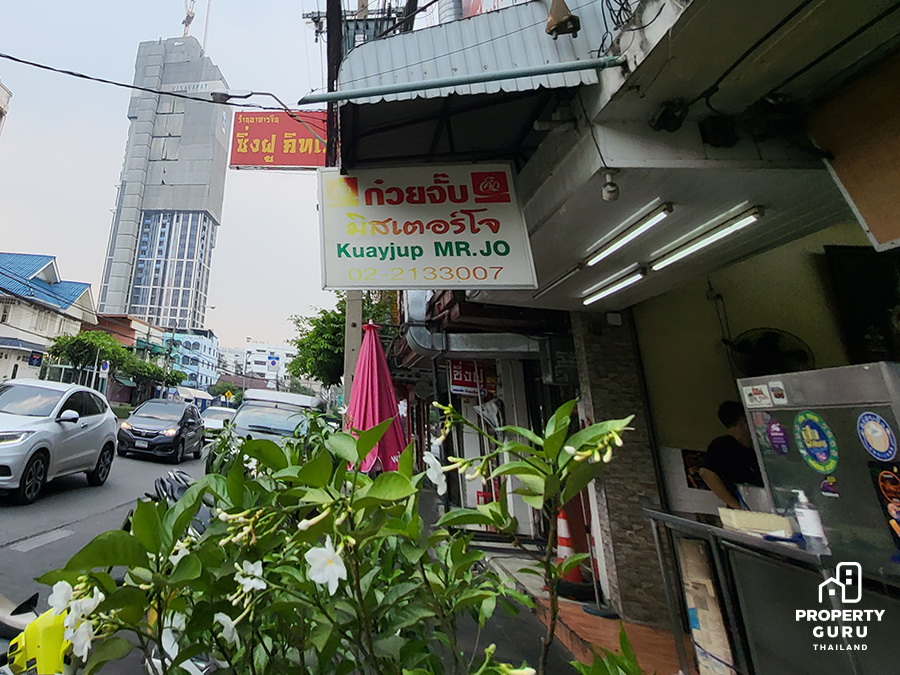 ร้านอาหารจีน
ซิ่งฝู คิทเ
ก๋วยจั๊บ
มิสเตอร์โจ
Kuayjup MR.JO
02-2133007
PROPERTY
GURU
THAILAND